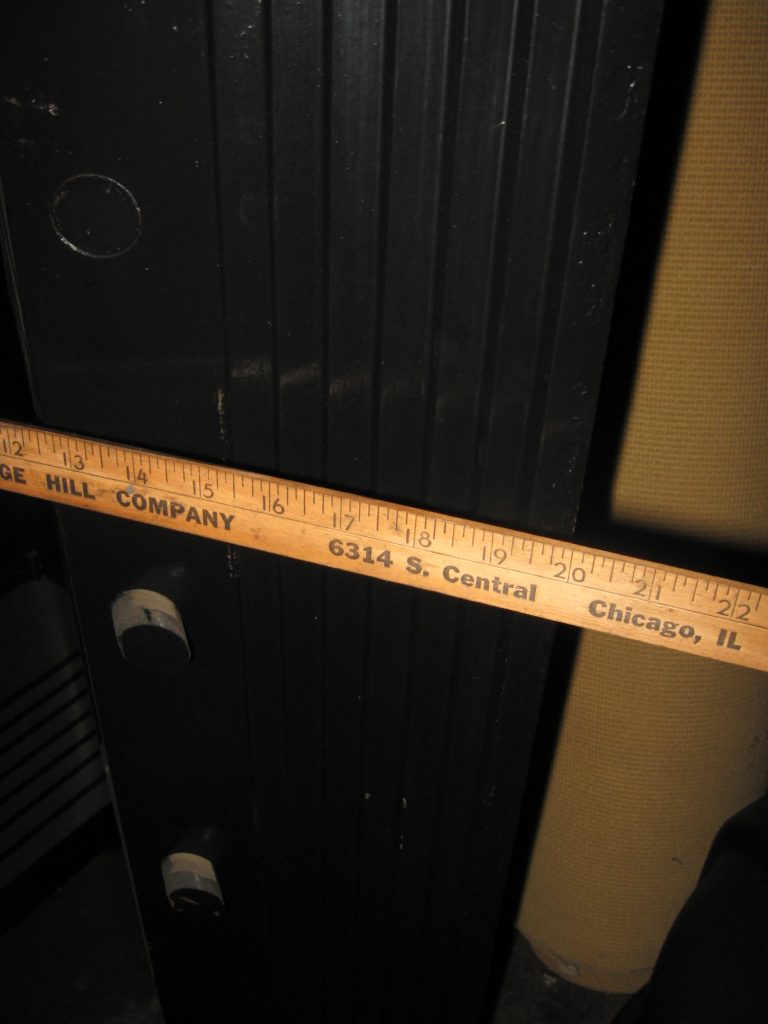 12 13 14 15 16 17 18 19 20 21 22
GE HILL COMPANY 6314 S. Central Chicago, IL